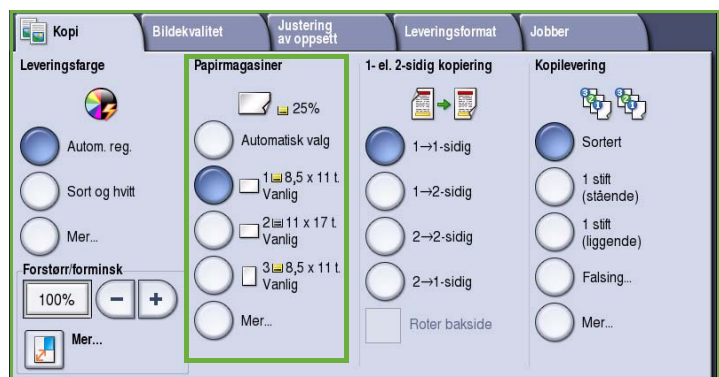 Kopi
Bildekvalitet
Justering
av oppsett
Leveringsformat
Jobber
Leveringsfarge
Autom. reg.
Sort og hvitt
Mer...
Forstørr/forminsk
100%
Mer...
Papirmagasiner
25%
Automatisk valg
1 8,5 x 11 t.
Vanlig
2 11 x 17 t.
Vanlig
3 8,5 x 11 t.
Vanlig
Mer...
1- el. 2-sidig kopiering
1→1-sidig
1→2-sidig
2→2-sidig
2→1-sidig
Roter bakside
Kopilevering
Sortert
1 stift
(stående)
1 stift
(liggende)
Falsing...
Mer...